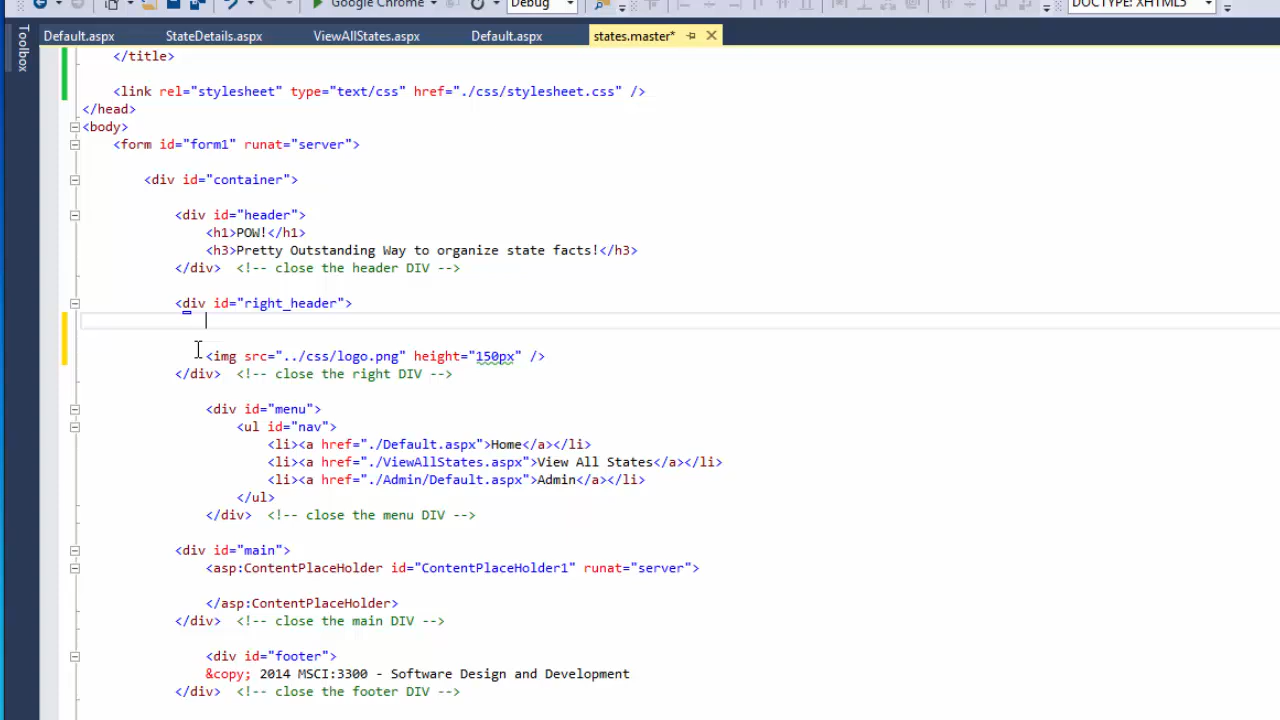 Google Chrome
Debug
DOCTYPE: XHTML5
Toolbox
Default.aspx StateDetails.aspx ViewAllStates.aspx Default.aspx states.master*
</title>
<link rel="stylesheet" type="text/css" href="./css/stylesheet.css" />
</head>
<body>
<form id="form1" runat="server">
<div id="container">
<div id="header">
<h1>POW!</h1>
<h3>Pretty Outstanding Way to organize state facts!</h3>
</div> <!-- close the header DIV -->
<div id="right_header">
<img src="../css/logo.png" height="150px" />
</div> <!-- close the right DIV -->
<div id="menu">
<ul id="nav">
<li><a href="./Default.aspx">Home</a></li>
<li><a href="./ViewAllStates.aspx">View All States</a></li>
<li><a href="./Admin/Default.aspx">Admin</a></li>
</ul>
</div> <!-- close the menu DIV -->
<div id="main">
<asp:ContentPlaceHolder id="ContentPlaceHolder1" runat="server">
</asp:ContentPlaceHolder>
</div> <!-- close the main DIV -->
<div id="footer">
&copy; 2014 MSCI:3300 - Software Design and Development
</div> <!-- close the footer DIV -->